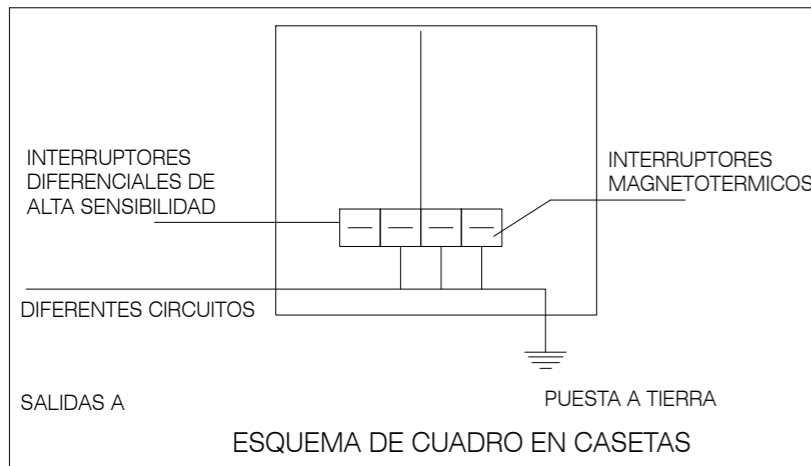 INTERRUPTORES
DIFERENCIALES DE
ALTA SENSIBILIDAD
INTERRUPTORES
MAGNETOTERMICOS
DIFERENTES CIRCUITOS
SALIDAS A
PUESTA A TIERRA
ESQUEMA DE CUADRO EN CASETAS